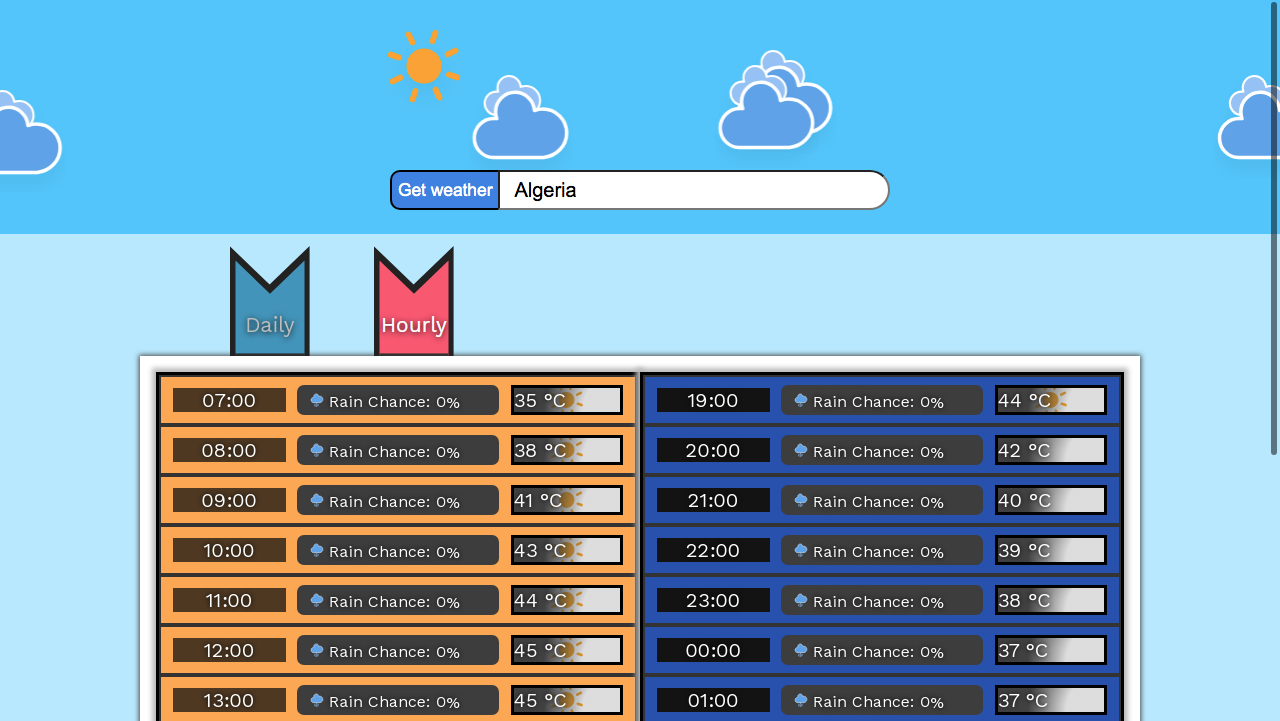 Get weather Algeria
Daily Hourly
07:00 Rain Chance: 0% 35 °C
08:00 Rain Chance: 0% 38 °C
09:00 Rain Chance: 0% 41 °C
10:00 Rain Chance: 0% 43 °C
11:00 Rain Chance: 0% 44 °C
12:00 Rain Chance: 0% 45 °C
13:00 Rain Chance: 0% 45 °C
19:00 Rain Chance: 0% 44 °C
20:00 Rain Chance: 0% 42 °C
21:00 Rain Chance: 0% 40 °C
22:00 Rain Chance: 0% 39 °C
23:00 Rain Chance: 0% 38 °C
00:00 Rain Chance: 0% 37 °C
01:00 Rain Chance: 0% 37 °C